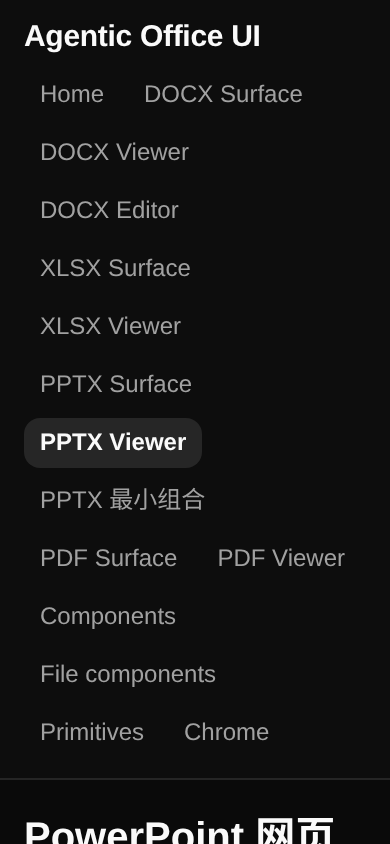 Agentic Office UI
Home DOCX Surface
DOCX Viewer
DOCX Editor
XLSX Surface
XLSX Viewer
PPTX Surface
PPTX Viewer
PPTX 最小组合
PDF Surface PDF Viewer
Components
File components
Primitives Chrome
PowerPoint 网页